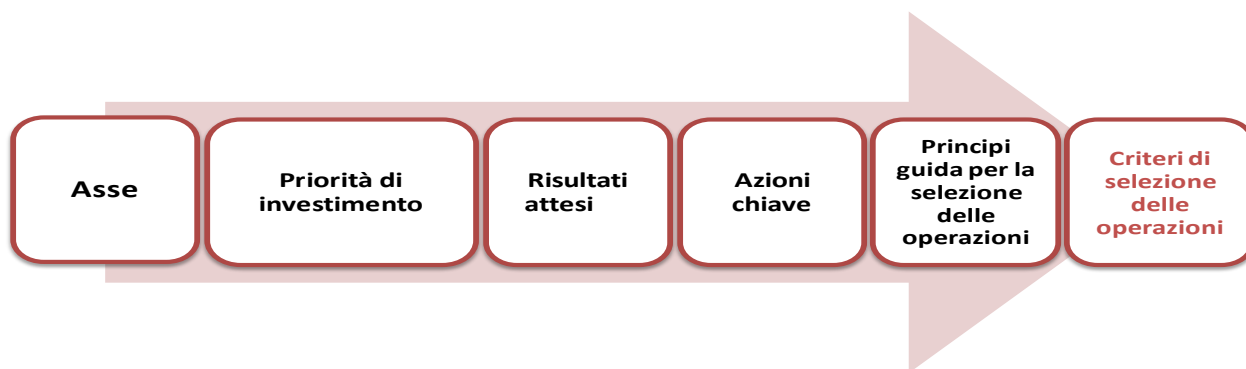 Asse
Priorità di
investimento
Risultati
attesi
Azioni
chiave
Principi
guida per la
selezione
delle
operazioni
Criteri di
selezione
delle
operazioni